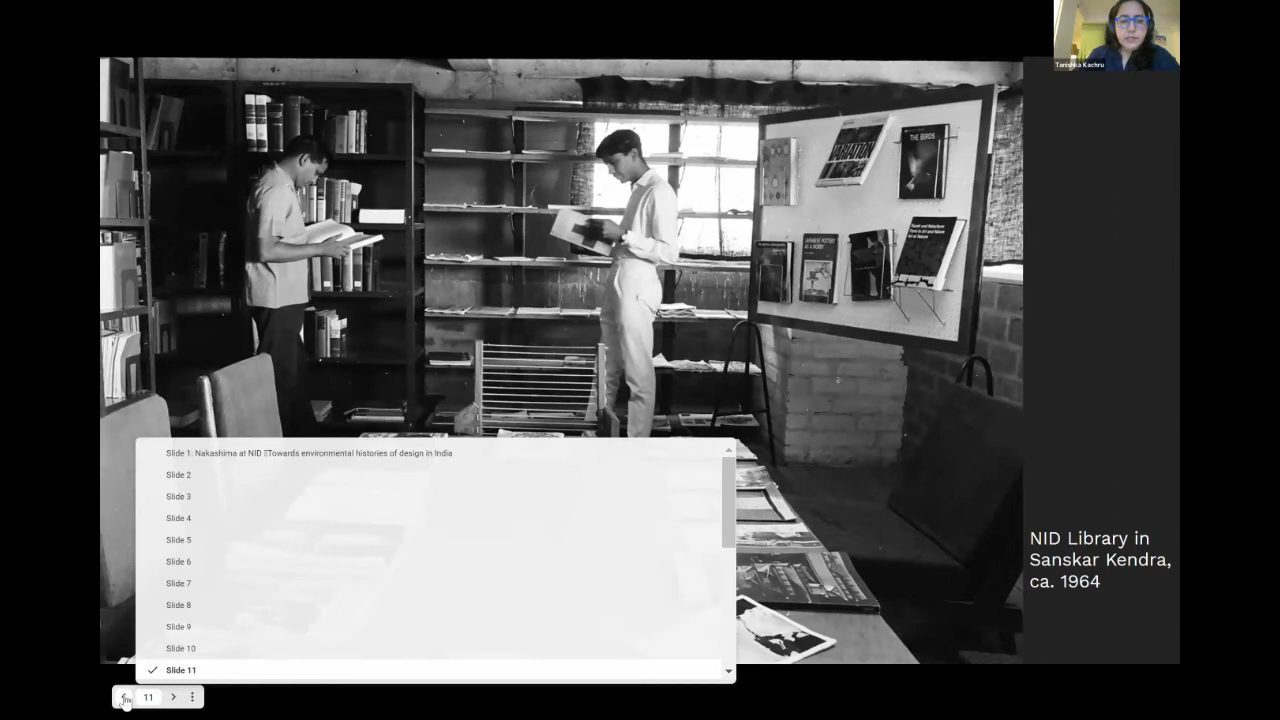 Tanishka Kachru
VARIATION
THE BIRDS
JAPANESE POTTERY
AS A HOBBY
NID Library in
Sanskar Kendra,
ca. 1964
Slide 1: Nakashima at NID Towards environmental histories of design in India
Slide 2
Slide 3
Slide 4
Slide 5
Slide 6
Slide 7
Slide 8
Slide 9
Slide 10
Slide 11
11